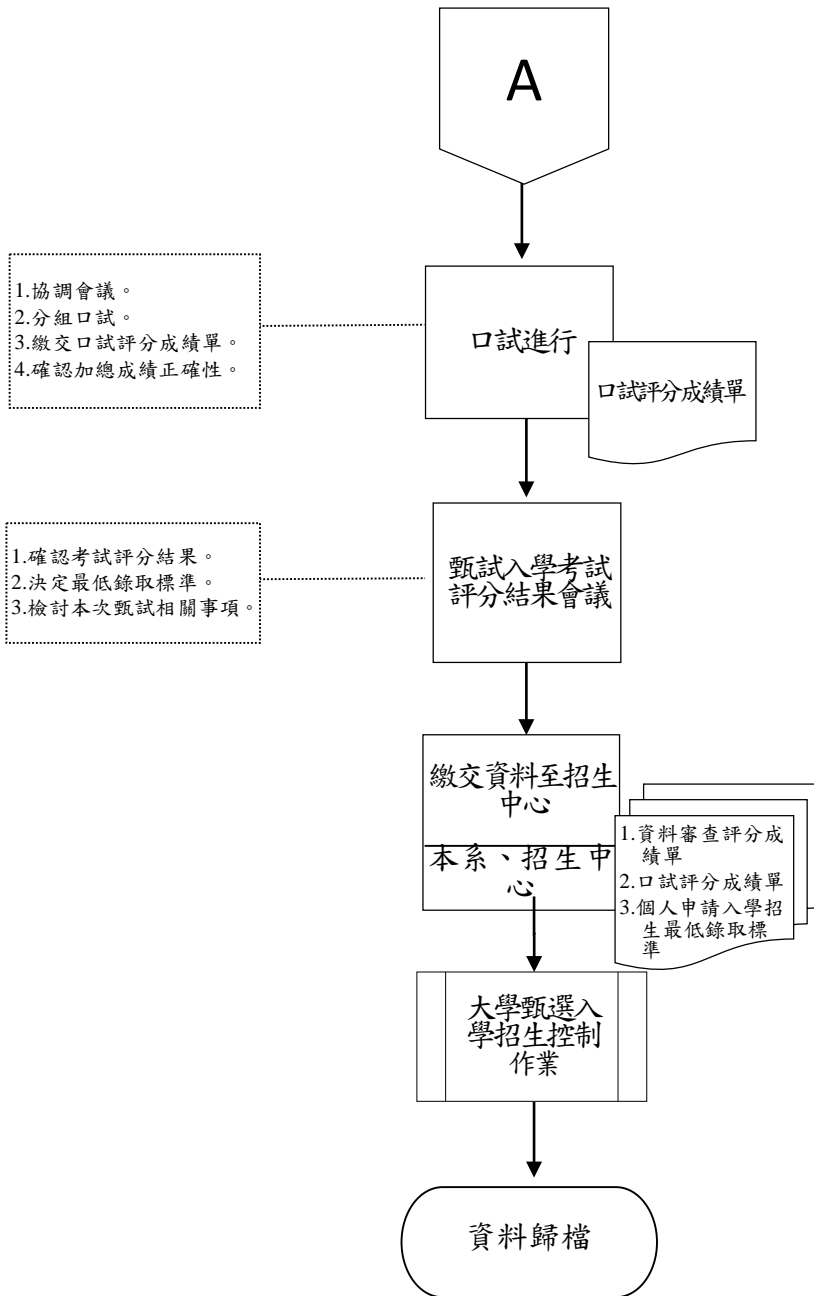 A
1.協調會議。
2.分組口試。
3.繳交口試評分成績單。
4.確認加總成績正確性。
口試進行
口試評分成績單
1.確認考試評分結果。
2.決定最低錄取標準。
3.檢討本次甄試相關事項。
甄試入學考試
評分結果會議
繳交資料至招生
中心
本系、招生中
心
1.資料審查評分成
績單
2.口試評分成績單
3.個人申請入學招
生最低錄取標
準
大學甄選入
學招生控制
作業
資料歸檔